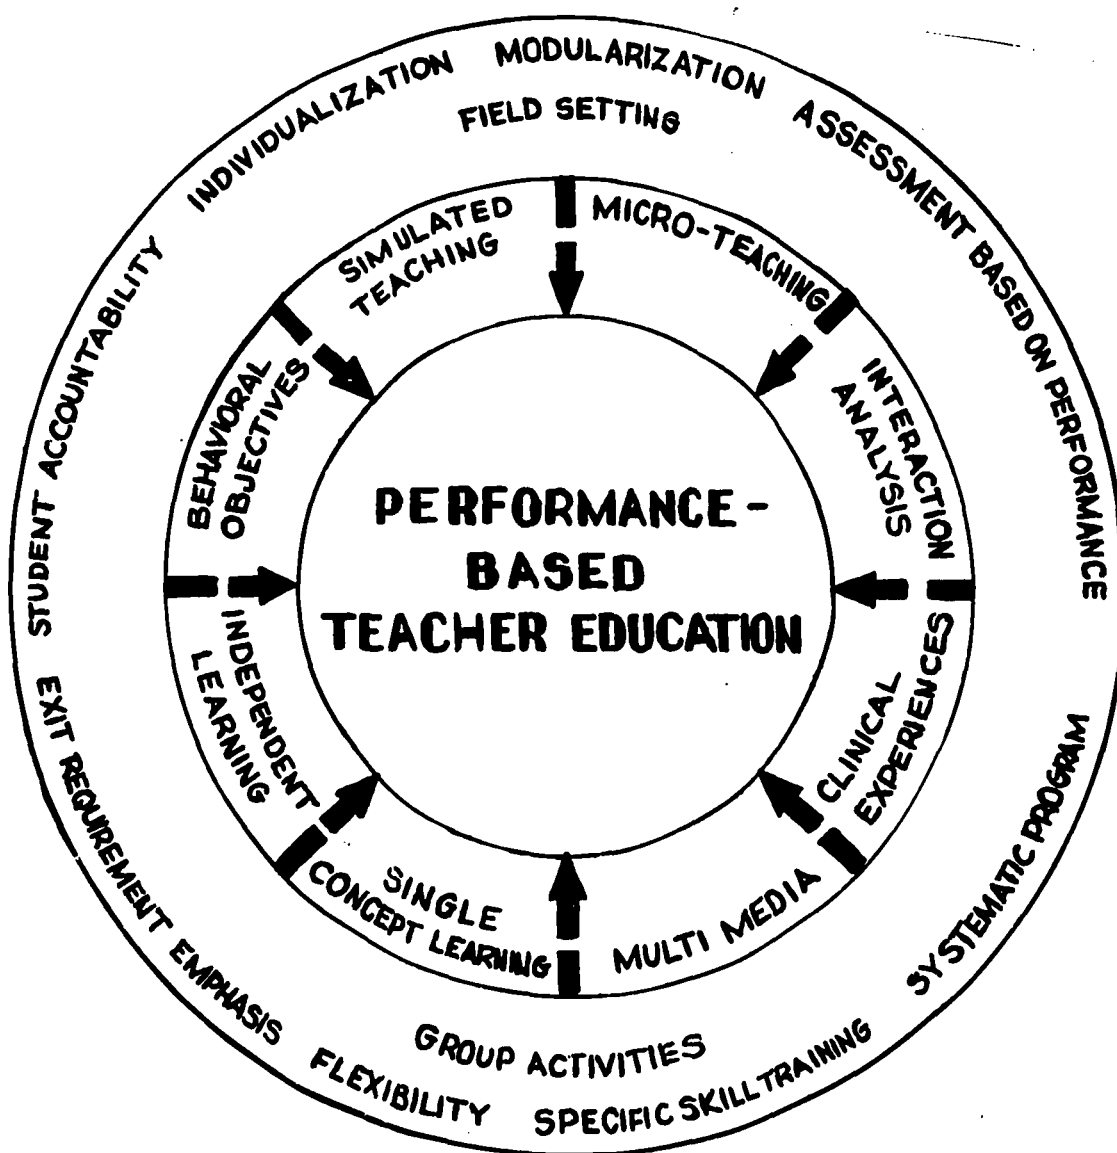 INDIVIDUALIZATION
MODULARIZATION
ASSESSMENT BASED ON PERFORMANCE
SYSTEMATIC PROGRAM
SPECIFIC SKILL TRAINING
FLEXIBILITY
EXIT REQUIREMENT EMPHASIS
STUDENT ACCOUNTABILITY
FIELD SETTING
GROUP ACTIVITIES
SIMULATED
TEACHING
MICRO-TEACHING
INTERACTION
ANALYSIS
CLINICAL
EXPERIENCES
MULTI MEDIA
SINGLE
CONCEPT LEARNING
INDEPENDENT
LEARNING
BEHAVIORAL
OBJECTIVES
PERFORMANCE-
BASED
TEACHER EDUCATION